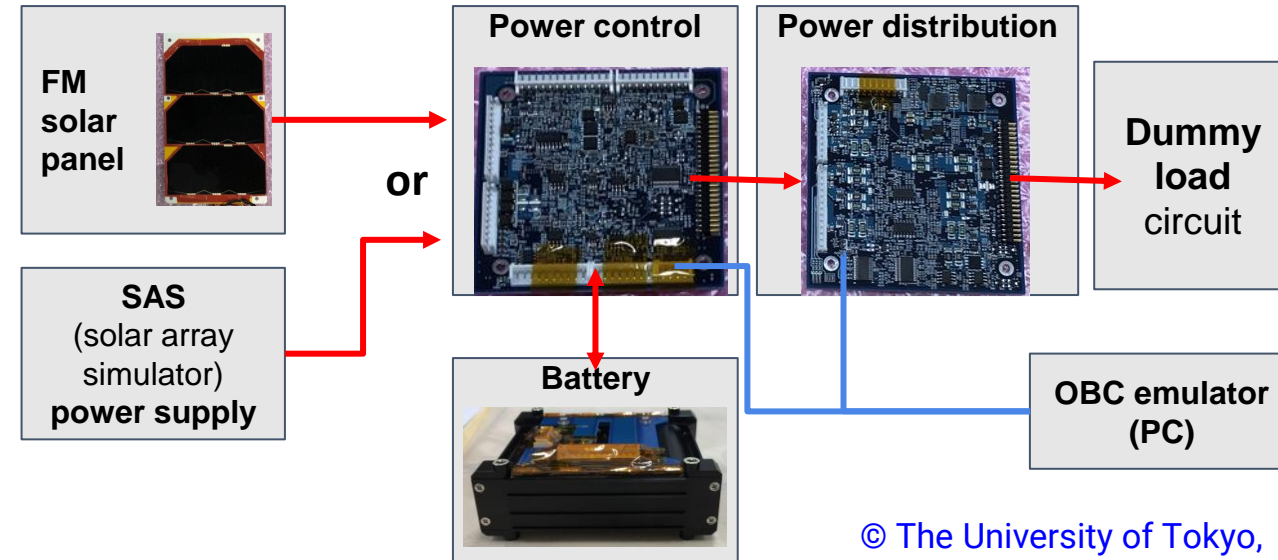 FM
solar
panel
or
SAS
(solar array
simulator)
power supply
Power control
Battery
Power distribution
Dummy
load
circuit
OBC emulator
(PC)
© The University of Tokyo,